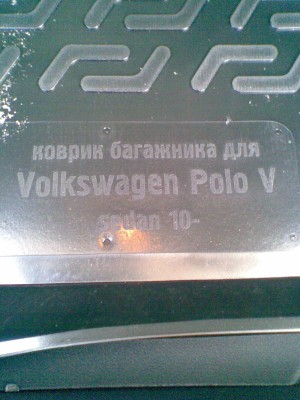 коврик багажника для
Volkswagen Polo V
sedan 10-